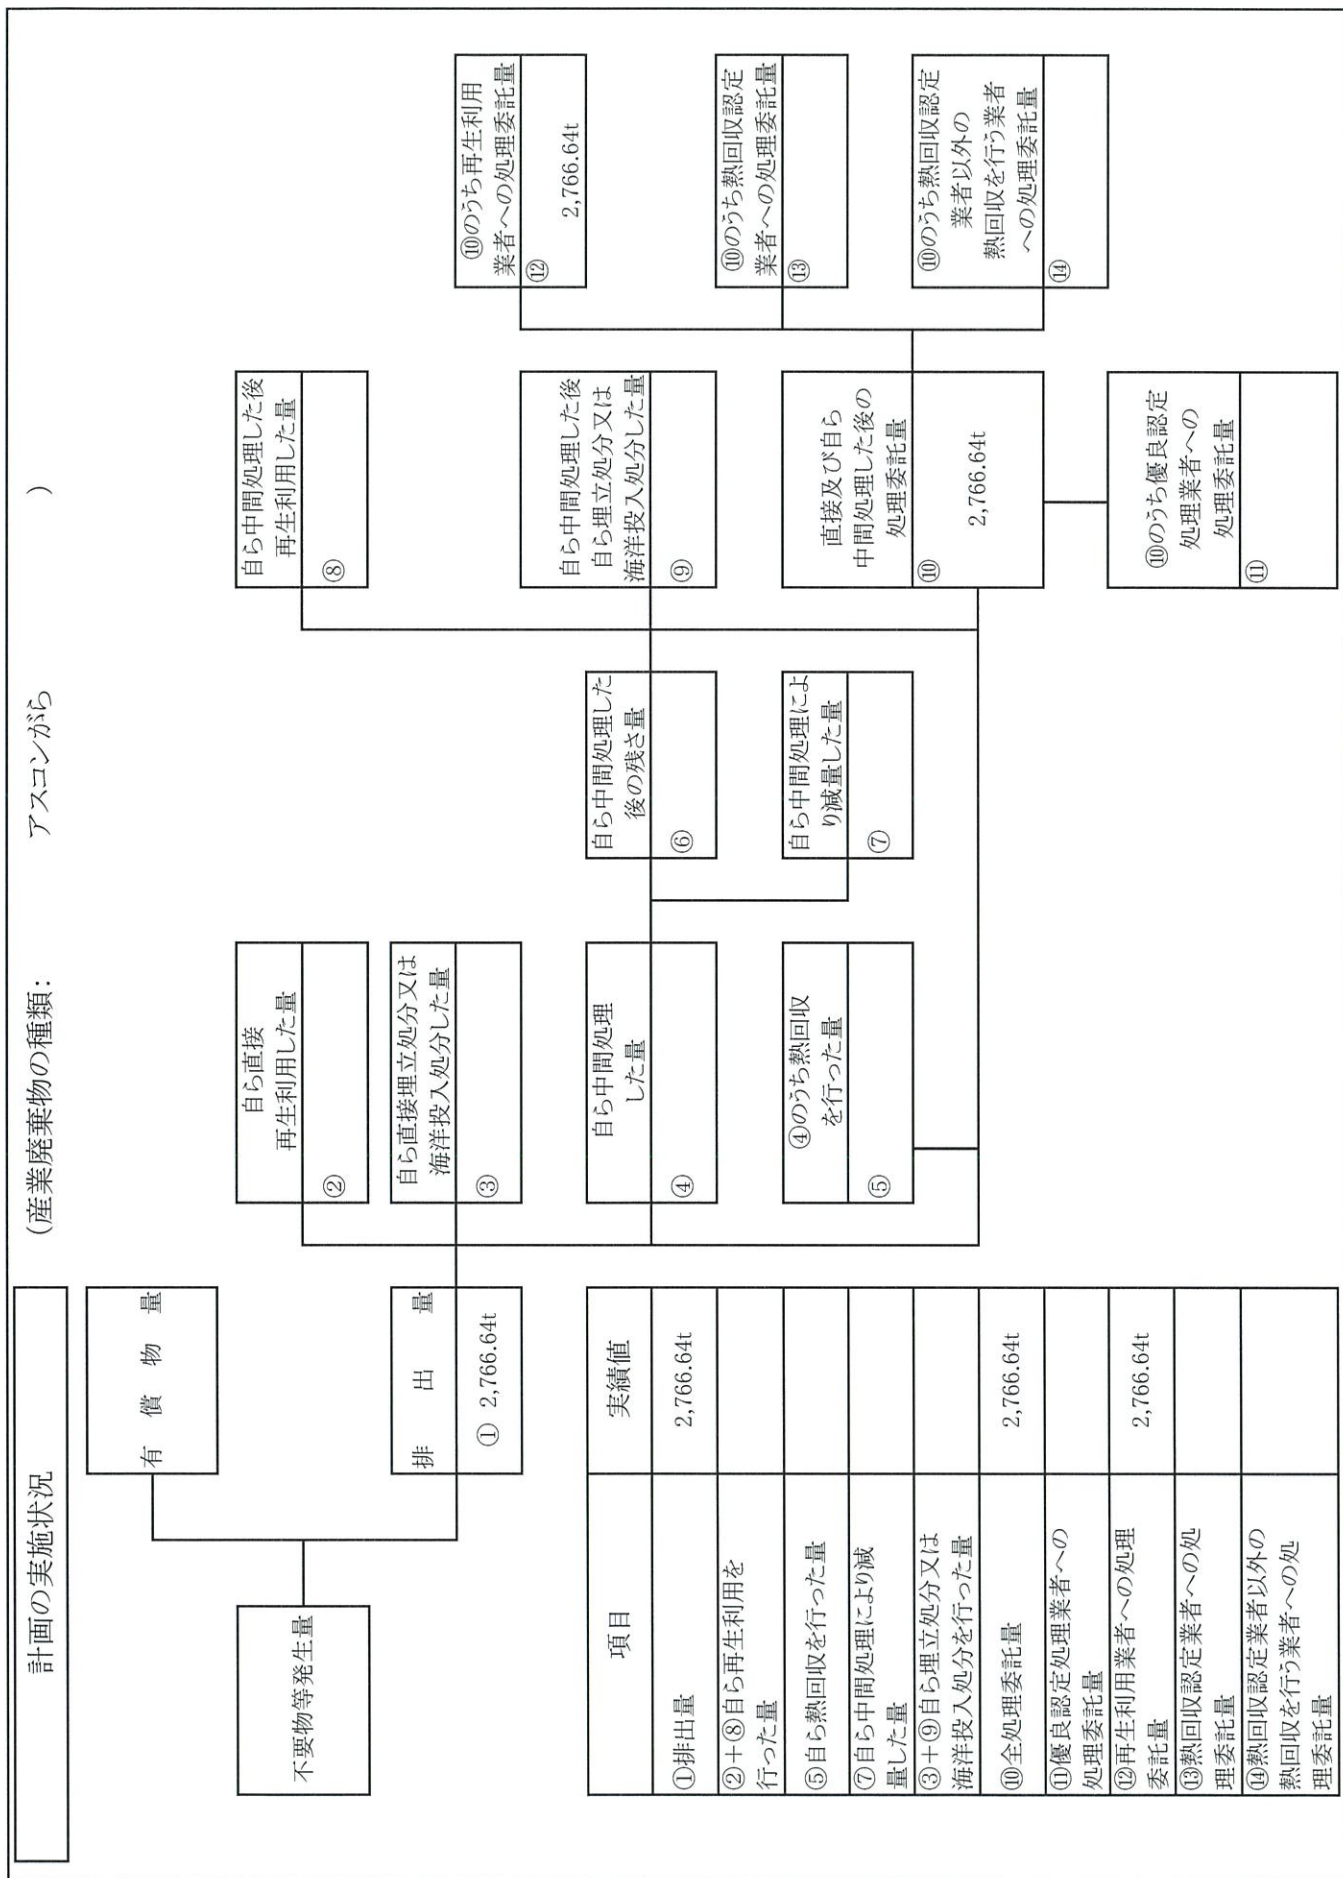 計画の実施状況
(産業廃棄物の種類： アスコンがら )
不要物等発生量
有償物量
排出量
① 2,766.64t
自ら直接
再生利用した量
②
自ら直接埋立処分又は
海洋投入処分した量
③
自ら中間処理
した量
④
④のうち熱回収
を行った量
⑤
自ら中間処理した
後の残さ量
⑥
自ら中間処理によ
り減量した量
⑦
自ら中間処理した後
再生利用した量
⑧
自ら中間処理した後
自ら埋立処分又は
海洋投入処分した量
⑨
直接及び自ら
中間処理した後の
処理委託量
⑩
2,766.64t
⑩のうち優良認定
処理業者への
処理委託量
⑪
⑩のうち再生利用
業者への処理委託量
⑫
2,766.64t
⑩のうち熱回収認定
業者への処理委託量
⑬
⑩のうち熱回収認定
業者以外の
熱回収を行う業者
への処理委託量
⑭
項目 実績値
①排出量 2,766.64t
②+⑧自ら再生利用を
行った量
⑤自ら熱回収を行った量
⑦自ら中間処理により減
量した量
③+⑨自ら埋立処分又は
海洋投入処分を行った量
⑩全処理委託量 2,766.64t
⑪優良認定処理業者への
処理委託量
⑫再生利用業者への処理
委託量 2,766.64t
⑬熱回収認定業者への処
理委託量
⑭熱回収認定業者以外の
熱回収を行う業者への処
理委託量